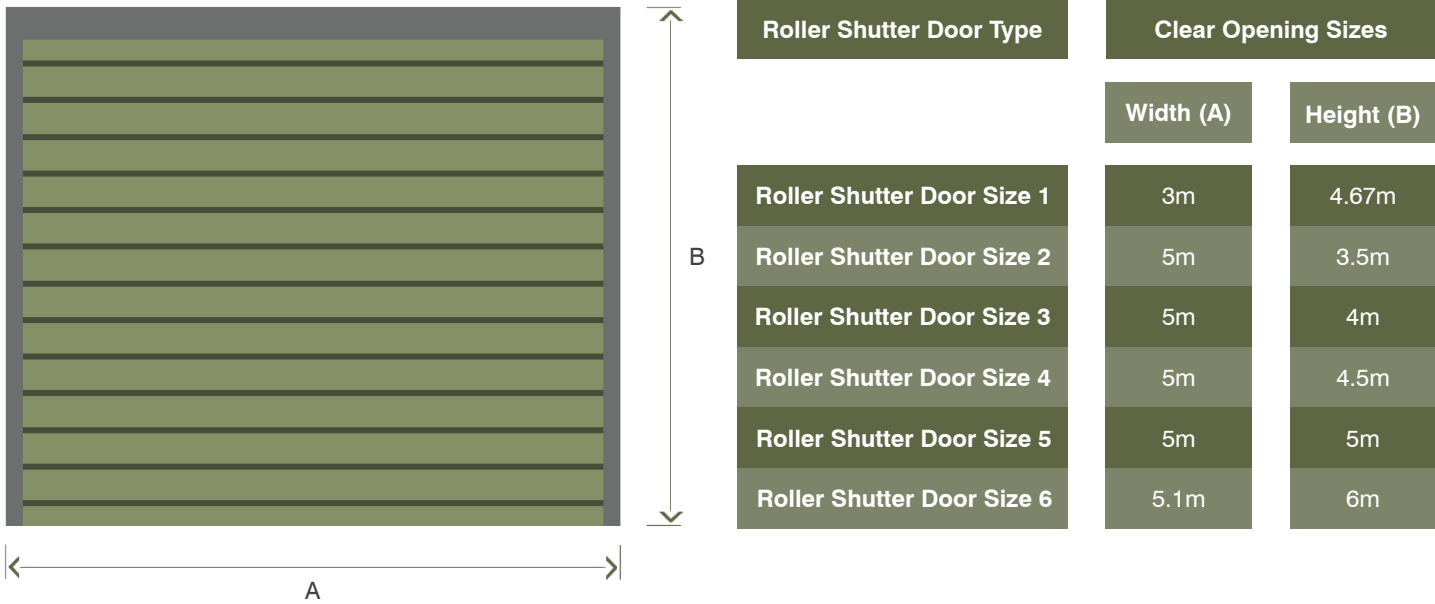 Roller Shutter Door Type Clear Opening Sizes
Width (A) Height (B)
Roller Shutter Door Size 1 3m 4.67m
Roller Shutter Door Size 2 5m 3.5m
B
Roller Shutter Door Size 3 5m 4m
Roller Shutter Door Size 4 5m 4.5m
Roller Shutter Door Size 5 5m 5m
Roller Shutter Door Size 6 5.1m 6m
A